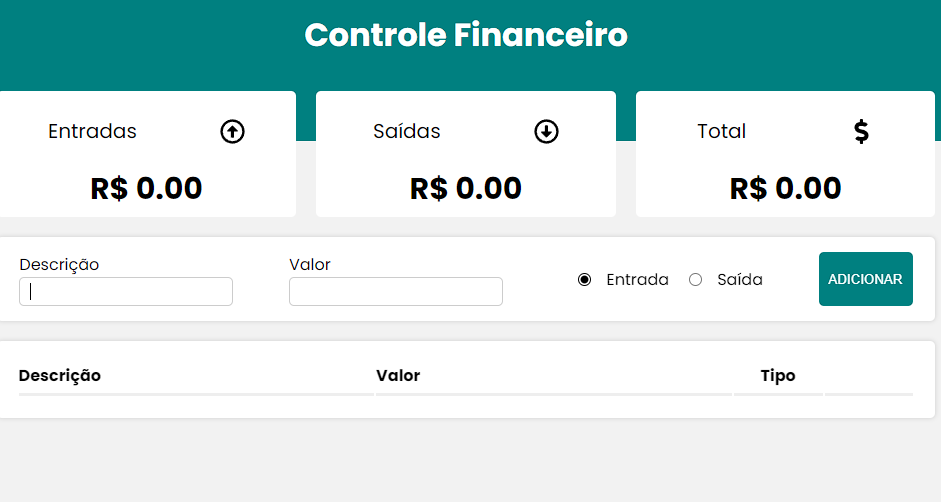 Controle Financeiro
Entradas
Saídas
Total
R$ 0.00
R$ 0.00
R$ 0.00
Descrição
Valor
Entrada
Saída
ADICIONAR
Descrição
Valor
Tipo